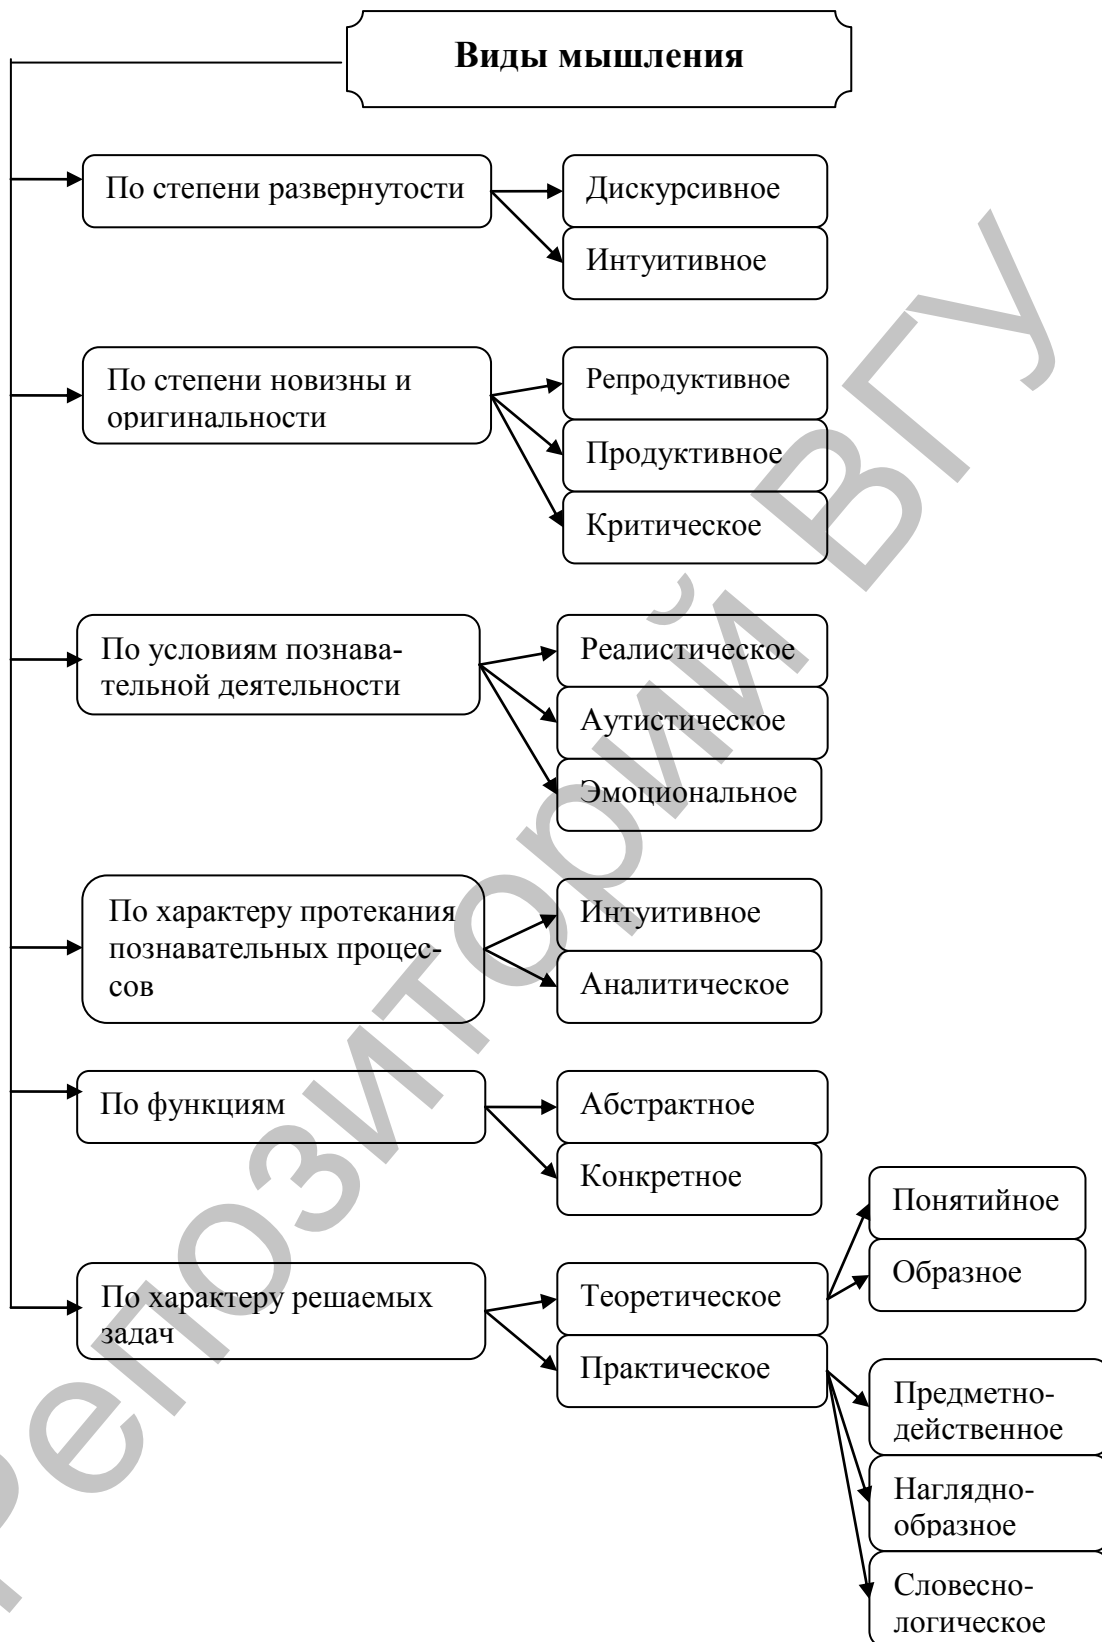 Виды мышления
По степени развернутости
Дискурсивное
Интуитивное
По степени новизны и
оригинальности
Репродуктивное
Продуктивное
Критическое
По условиям познава-
тельной деятельности
Реалистическое
Аутистическое
Эмоциональное
По характеру протекания
познавательных процес-
сов
Интуитивное
Аналитическое
По функциям
Абстрактное
Конкретное
По характеру решаемых
задач
Теоретическое
Понятийное
Образное
Практическое
Предметно-
действенное
Наглядно-
образное
Словесно-
логическое
Репозиторий ВГУ